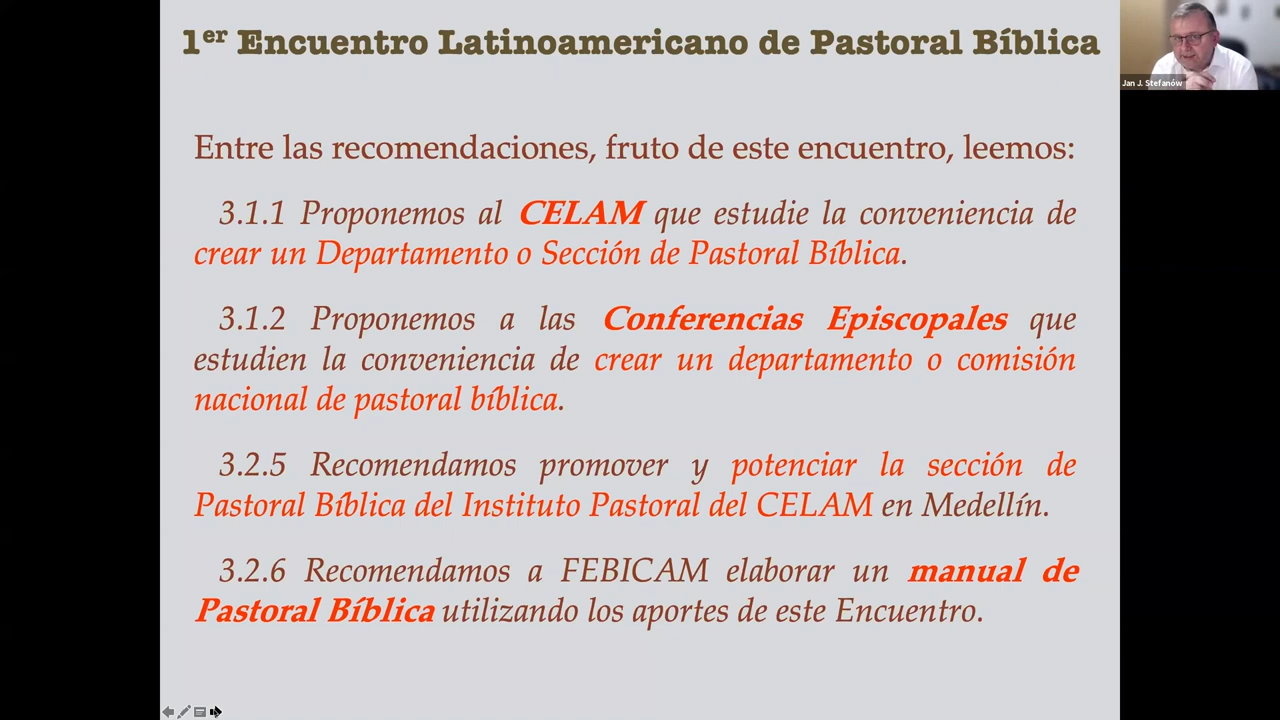 1er Encuentro Latinoamericano de Pastoral Bíblica
Jan J. Stefanów
Entre las recomendaciones, fruto de este encuentro, leemos:
3.1.1 Proponemos al CELAM que estudie la conveniencia de
crear un Departamento o Sección de Pastoral Bíblica.
3.1.2 Proponemos a las Conferencias Episcopales que
estudien la conveniencia de crear un departamento o comisión
nacional de pastoral bíblica.
3.2.5 Recomendamos promover y potenciar la sección de
Pastoral Bíblica del Instituto Pastoral del CELAM en Medellín.
3.2.6 Recomendamos a FEBICAM elaborar un manual de
Pastoral Bíblica utilizando los aportes de este Encuentro.